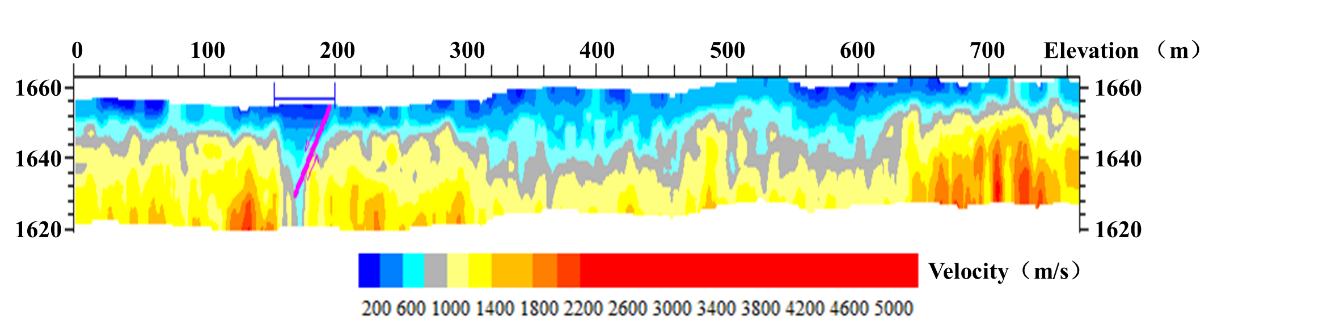 0 100 200 300 400 500 600 700 Elevation （m）
1660 1660
1640 1640
1620 1620
Velocity（m/s）
200 600 1000 1400 1800 2200 2600 3000 3400 3800 4200 4600 5000